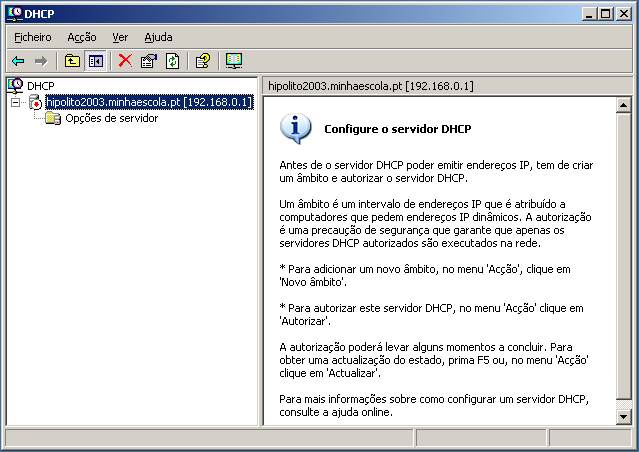 DHCP
Ficheiro Acção Ver Ajuda
DHCP
hipolito2003.minhaescola.pt [192.168.0.1]
Opções de servidor
hipolito2003.minhaescola.pt [192.168.0.1]
Configure o servidor DHCP
Antes de o servidor DHCP poder emitir endereços IP, tem de criar
um âmbito e autorizar o servidor DHCP.
Um âmbito é um intervalo de endereços IP que é atribuído a
computadores que pedem endereços IP dinâmicos. A autorização
é uma precaução de segurança que garante que apenas os
servidores DHCP autorizados são executados na rede.
* Para adicionar um novo âmbito, no menu 'Acção', clique em
'Novo âmbito'.
* Para autorizar este servidor DHCP, no menu 'Acção' clique em
'Autorizar'.
A autorização poderá levar alguns momentos a concluir. Para
obter uma actualização do estado, prima F5 ou, no menu 'Acção'
clique em 'Actualizar'.
Para mais informações sobre como configurar um servidor DHCP,
consulte a ajuda online.